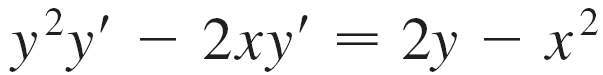 y²y′ − 2xy′ = 2y − x²